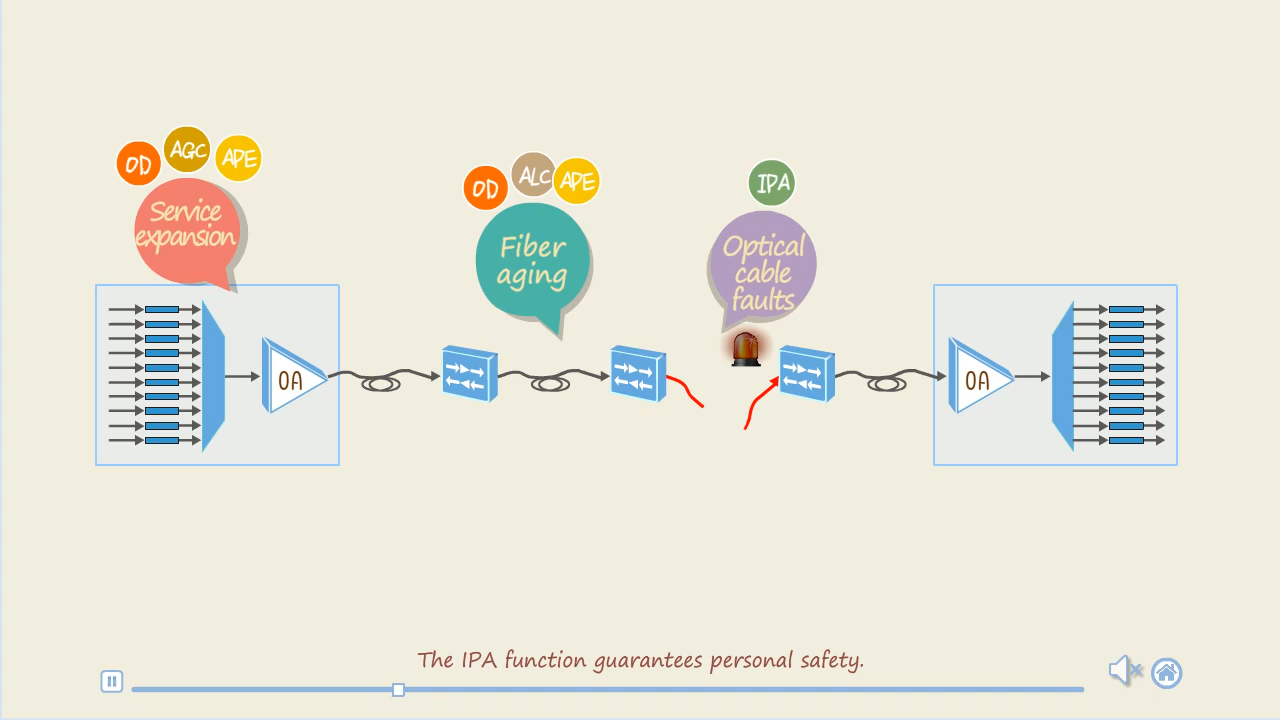 OD
AGC
APE
Service
expansion
OD
ALC
APE
Fiber
aging
IPA
Optical
cable
faults
OA
OA
The IPA function guarantees personal safety.